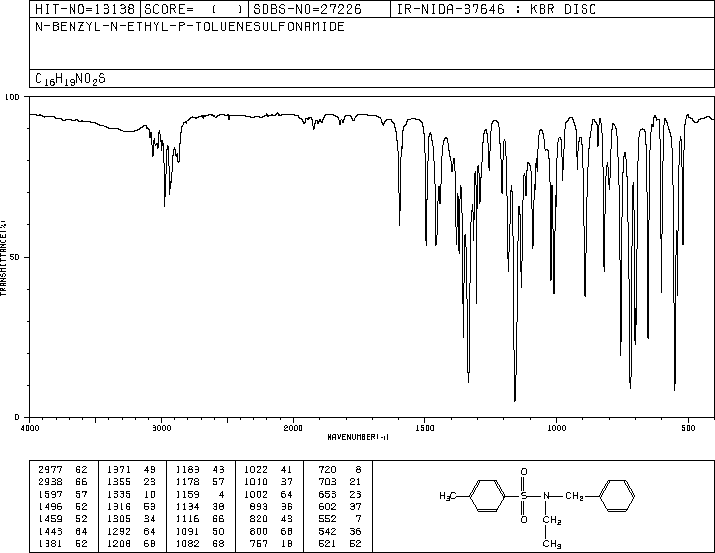 HIT-NO=13138 SCORE= ( ) SDBS-NO=27226 IR-NIDA-37646 : KBR DISC
N-BENZYL-N-ETHYL-P-TOLUENESULFONAMIDE
C16H19NO2S
100
50
0
TRANSMITTANCE(%)
4000 3000 2000 1500 1000 500
WAVENUMBER(-1)
2977 62 1371 49 1183 43 1022 41 720 8
2938 66 1355 23 1178 57 1010 37 703 21
1597 57 1335 10 1159 4 1002 64 653 23
1496 52 1316 1134 38 893 36 602 37
1459 52 1305 34 1116 66 820 43 552 7
1443 64 1292 64 1091 50 800 68 542 36
1381 52 1208 68 1082 68 757 18 521 52
O
H3C S N CH2
O
CH2
CH3